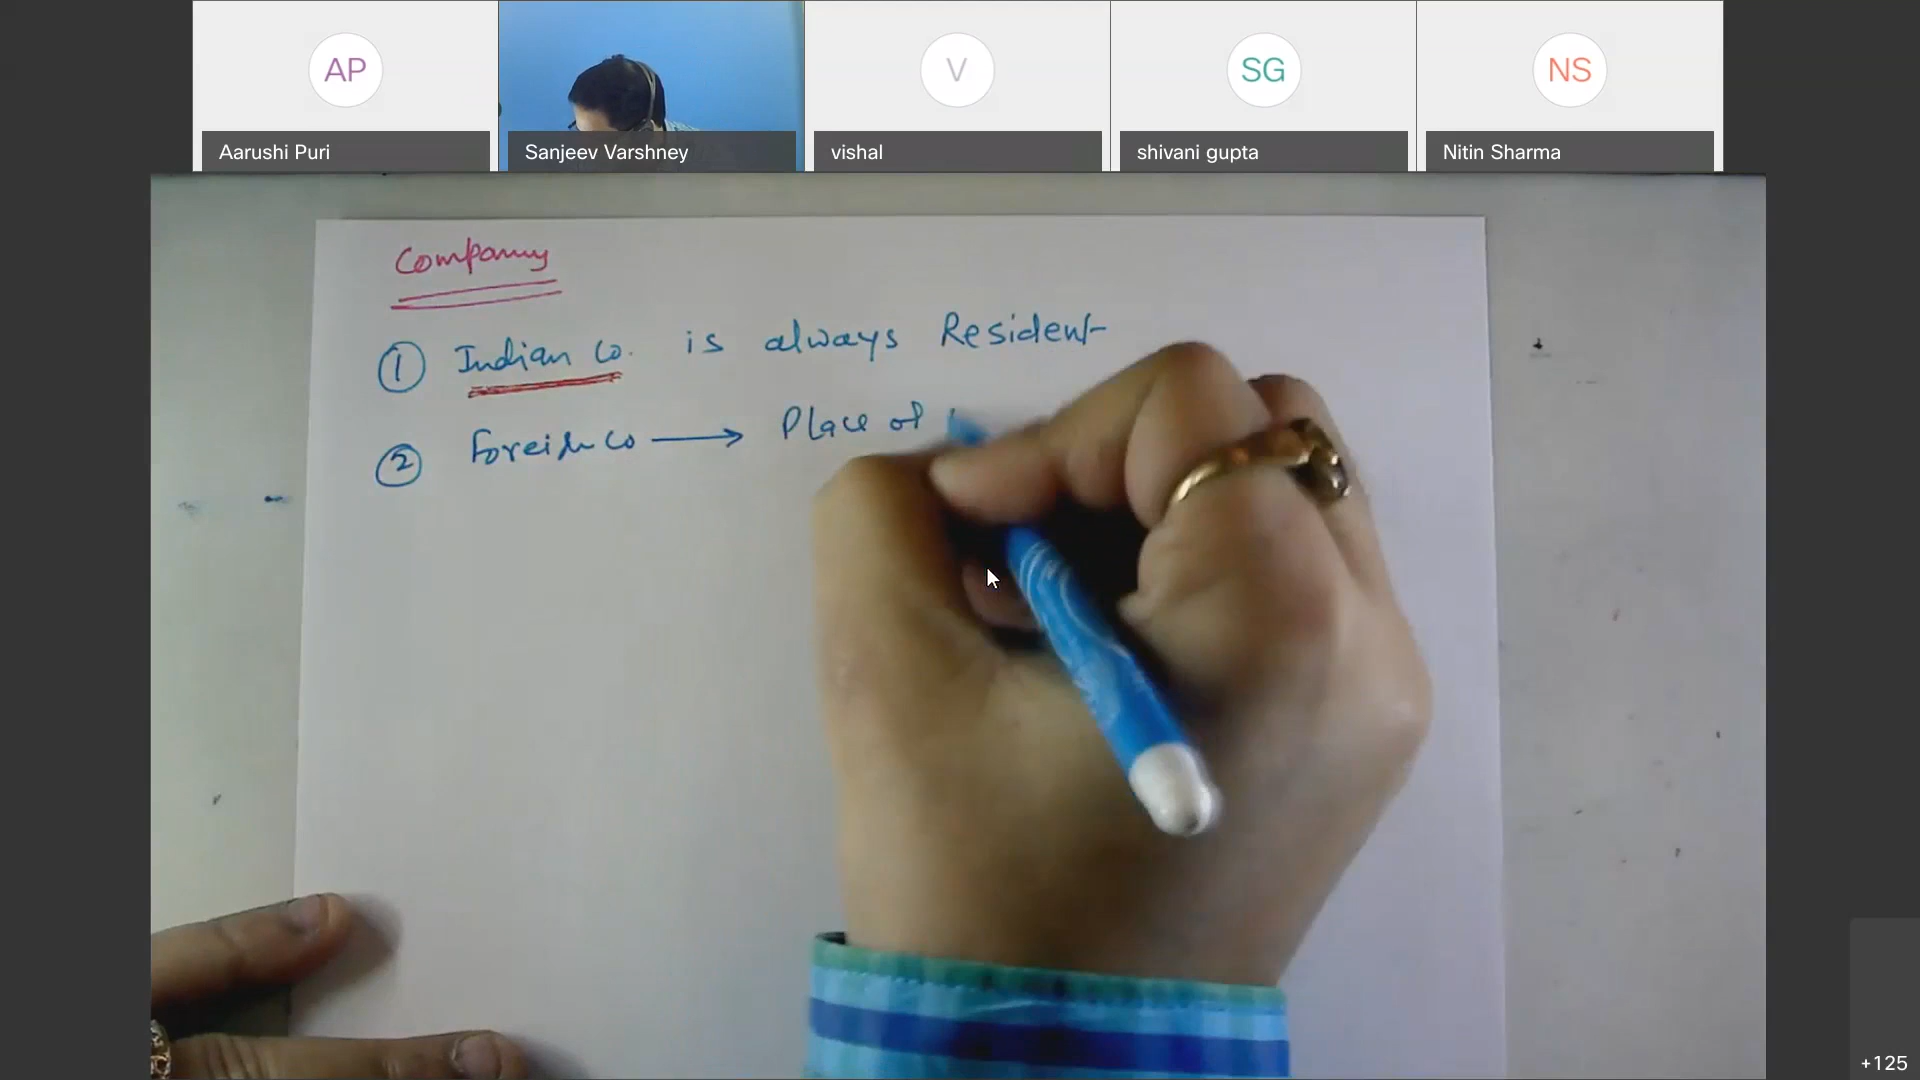 AP
V
SG
NS
Aarushi Puri
Sanjeev Varshney
vishal
shivani gupta
Nitin Sharma
Company
① Indian Co. is always Resident
② Foreign Co → Place of
+125